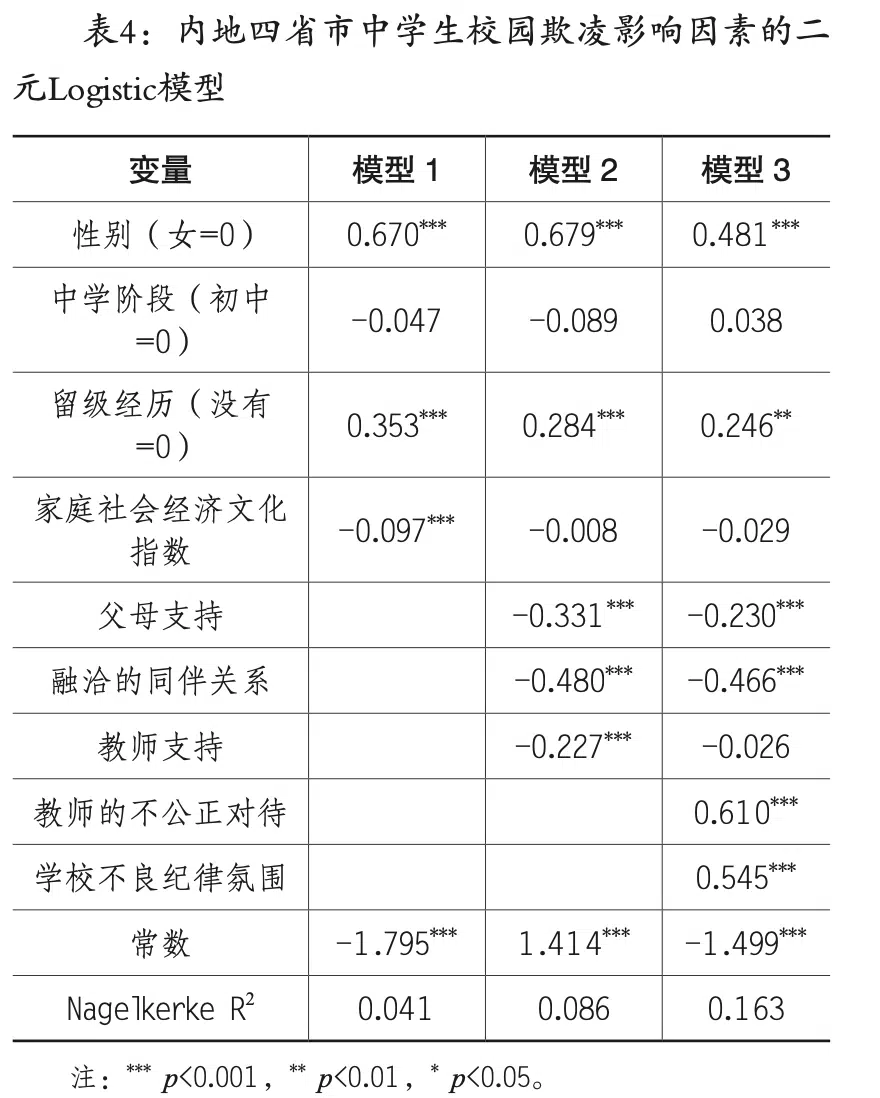 表4：内地四省市中学生校园欺凌影响因素的二
元Logistic模型
变量 模型 1 模型 2 模型 3
性别（女=0） 0.670*** 0.679*** 0.481***
中学阶段（初中
=0） -0.047 -0.089 0.038
留级经历（没有
=0） 0.353*** 0.284*** 0.246**
家庭社会经济文化
指数 -0.097*** -0.008 -0.029
父母支持 -0.331*** -0.230***
融洽的同伴关系 -0.480*** -0.466***
教师支持 -0.227*** -0.026
教师的不公正对待 0.610***
学校不良纪律氛围 0.545***
常数 -1.795*** 1.414*** -1.499***
Nagelkerke R² 0.041 0.086 0.163
注：*** p<0.001，** p<0.01，* p<0.05。